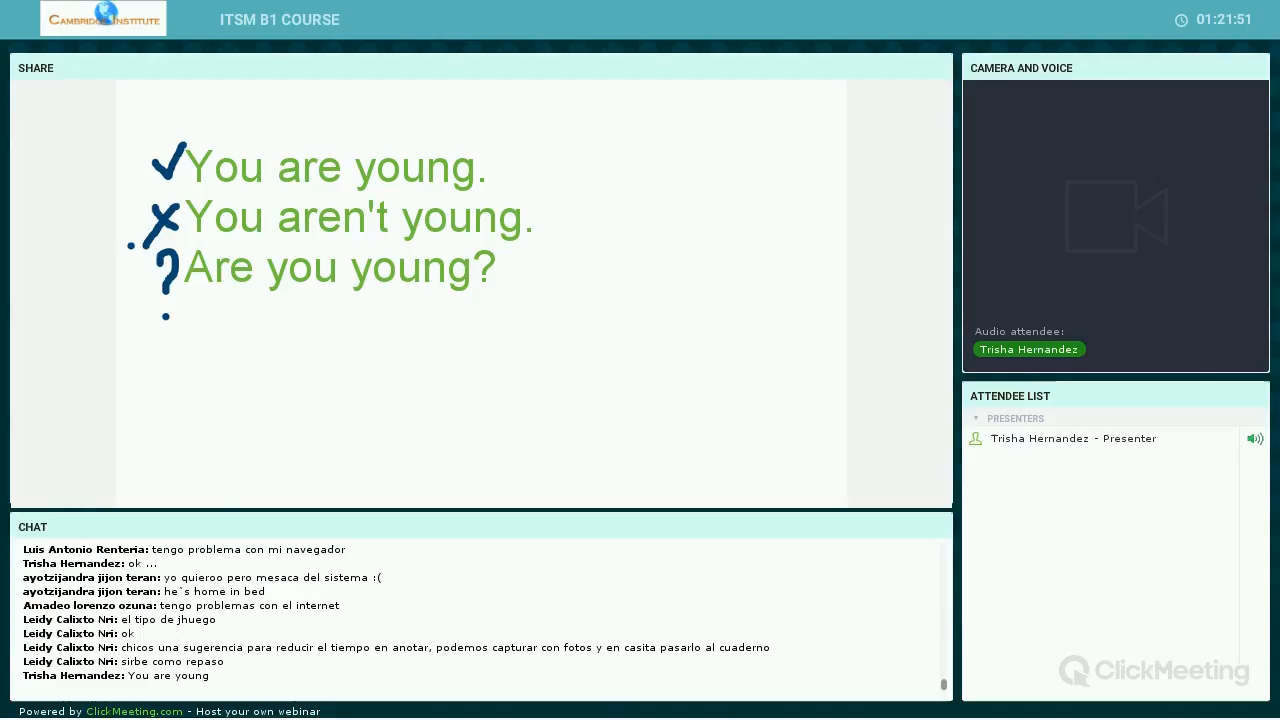 CAMBRIDGE INSTITUTE
ITSM B1 COURSE
01:21:51
SHARE
You are young.
You aren't young.
? Are you young?
CAMERA AND VOICE
Audio attendee:
Trisha Hernandez
ATTENDEE LIST
PRESENTERS
Trisha Hernandez - Presenter
ClickMeeting
CHAT
Luis Antonio Renteria: tengo problema con mi navegador
Trisha Hernandez: ok ...
ayotzijandra jijon teran: yo quieroo pero mesaca del sistema :(
ayotzijandra jijon teran: he`s home in bed
Amadeo lorenzo ozuna: tengo problemas con el internet
Leidy Calixto Nri: el tipo de jhuego
Leidy Calixto Nri: ok
Leidy Calixto Nri: chicos una sugerencia para reducir el tiempo en anotar, podemos capturar con fotos y en casita pasarlo al cuaderno
Leidy Calixto Nri: sirbe como repaso
Trisha Hernandez: You are young
Powered by ClickMeeting.com - Host your own webinar